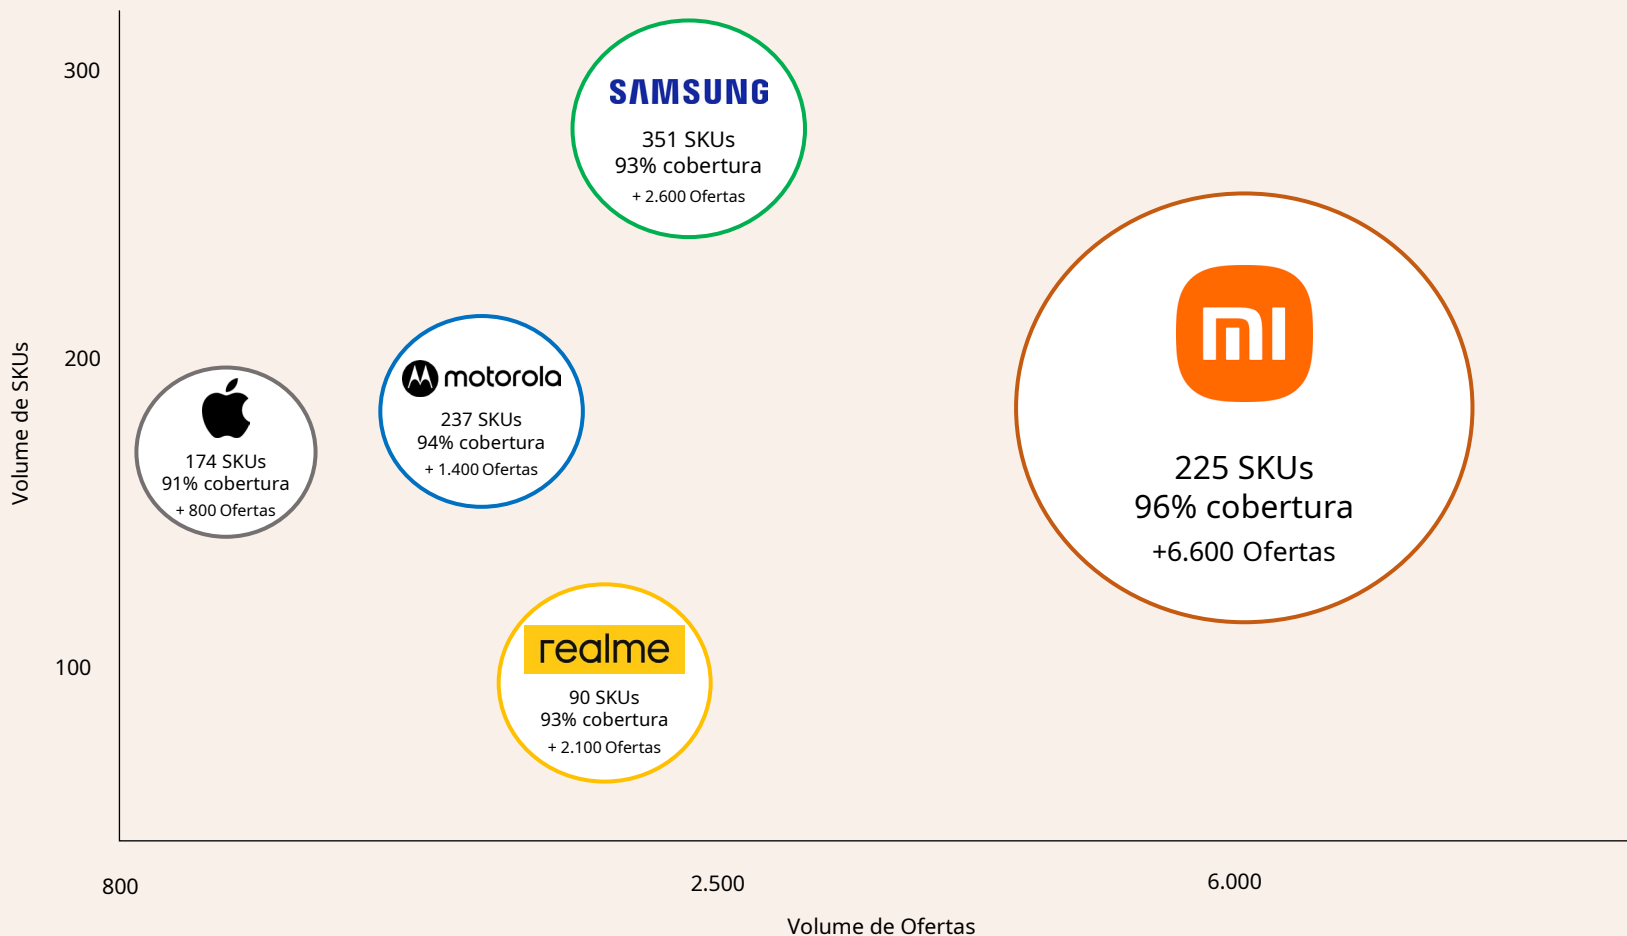 300
SAMSUNG
351 SKUs
93% cobertura
+ 2.600 Ofertas
Volume de SKUs
200
174 SKUs
91% cobertura
+ 800 Ofertas
motorola
237 SKUs
94% cobertura
+ 1.400 Ofertas
mi
225 SKUs
96% cobertura
+6.600 Ofertas
100
realme
90 SKUs
93% cobertura
+ 2.100 Ofertas
800
2.500
6.000
Volume de Ofertas